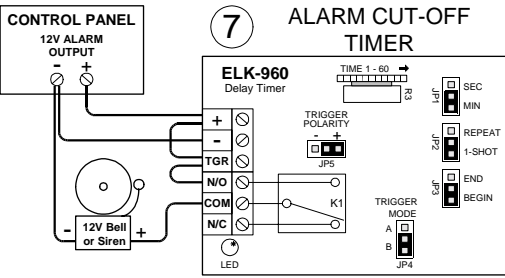 CONTROL PANEL
12V ALARM
OUTPUT
- +
7
ALARM CUT-OFF
TIMER
ELK-960
Delay Timer
TIME 1 - 60
R3
TRIGGER
POLARITY
- +
JP5
JP1
SEC
MIN
JP2
REPEAT
1-SHOT
JP3
END
BEGIN
+
-
TGR
N/O
COM
N/C
K1
TRIGGER
MODE
A
B
JP4
*
LED
- 12V Bell +
or Siren